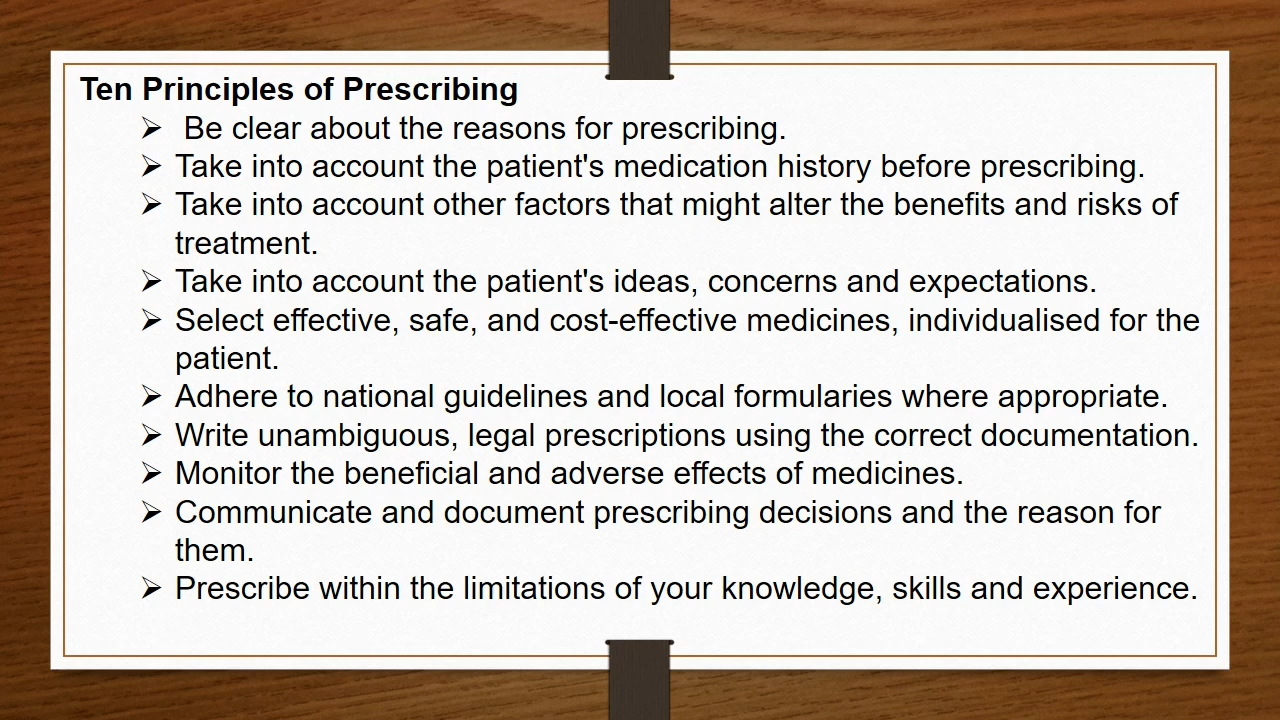 Ten Principles of Prescribing
➢ Be clear about the reasons for prescribing.
➢ Take into account the patient's medication history before prescribing.
➢ Take into account other factors that might alter the benefits and risks of
treatment.
➢ Take into account the patient's ideas, concerns and expectations.
➢ Select effective, safe, and cost-effective medicines, individualised for the
patient.
➢ Adhere to national guidelines and local formularies where appropriate.
➢ Write unambiguous, legal prescriptions using the correct documentation.
➢ Monitor the beneficial and adverse effects of medicines.
➢ Communicate and document prescribing decisions and the reason for
them.
➢ Prescribe within the limitations of your knowledge, skills and experience.